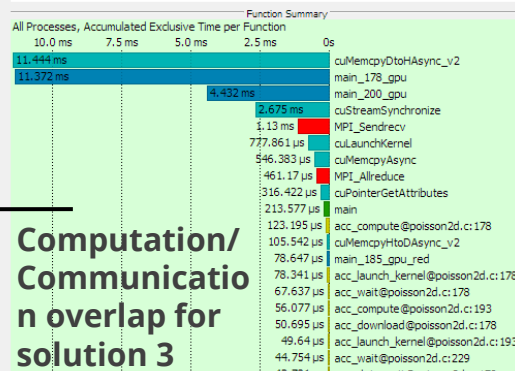 Function Summary
All Processes, Accumulated Exclusive Time per Function
10.0 ms 7.5 ms 5.0 ms 2.5 ms 0s
11.444 ms cuMemcpyDtoHAsync_v2
11.372 ms main_178_gpu
4.432 ms main_200_gpu
2.675 ms cuStreamSynchronize
1.13 ms MPI_Sendrecv
777.861 µs cuLaunchKernel
546.383 µs cuMemcpyAsync
461.17 µs MPI_Allreduce
316.422 µs cuPointerGetAttributes
213.577 µs main
123.195 µs acc_compute@poisson2d.c:178
105.542 µs cuMemcpyHtoDAsync_v2
78.647 µs main_185_gpu_red
78.341 µs acc_launch_kernel@poisson2d.c:178
67.637 µs acc_wait@poisson2d.c:178
56.077 µs acc_compute@poisson2d.c:193
50.695 µs acc_download@poisson2d.c:178
49.64 µs acc_launch_kernel@poisson2d.c:193
44.754 µs acc_wait@poisson2d.c:229
Computation/
Communicatio
n overlap for
solution 3